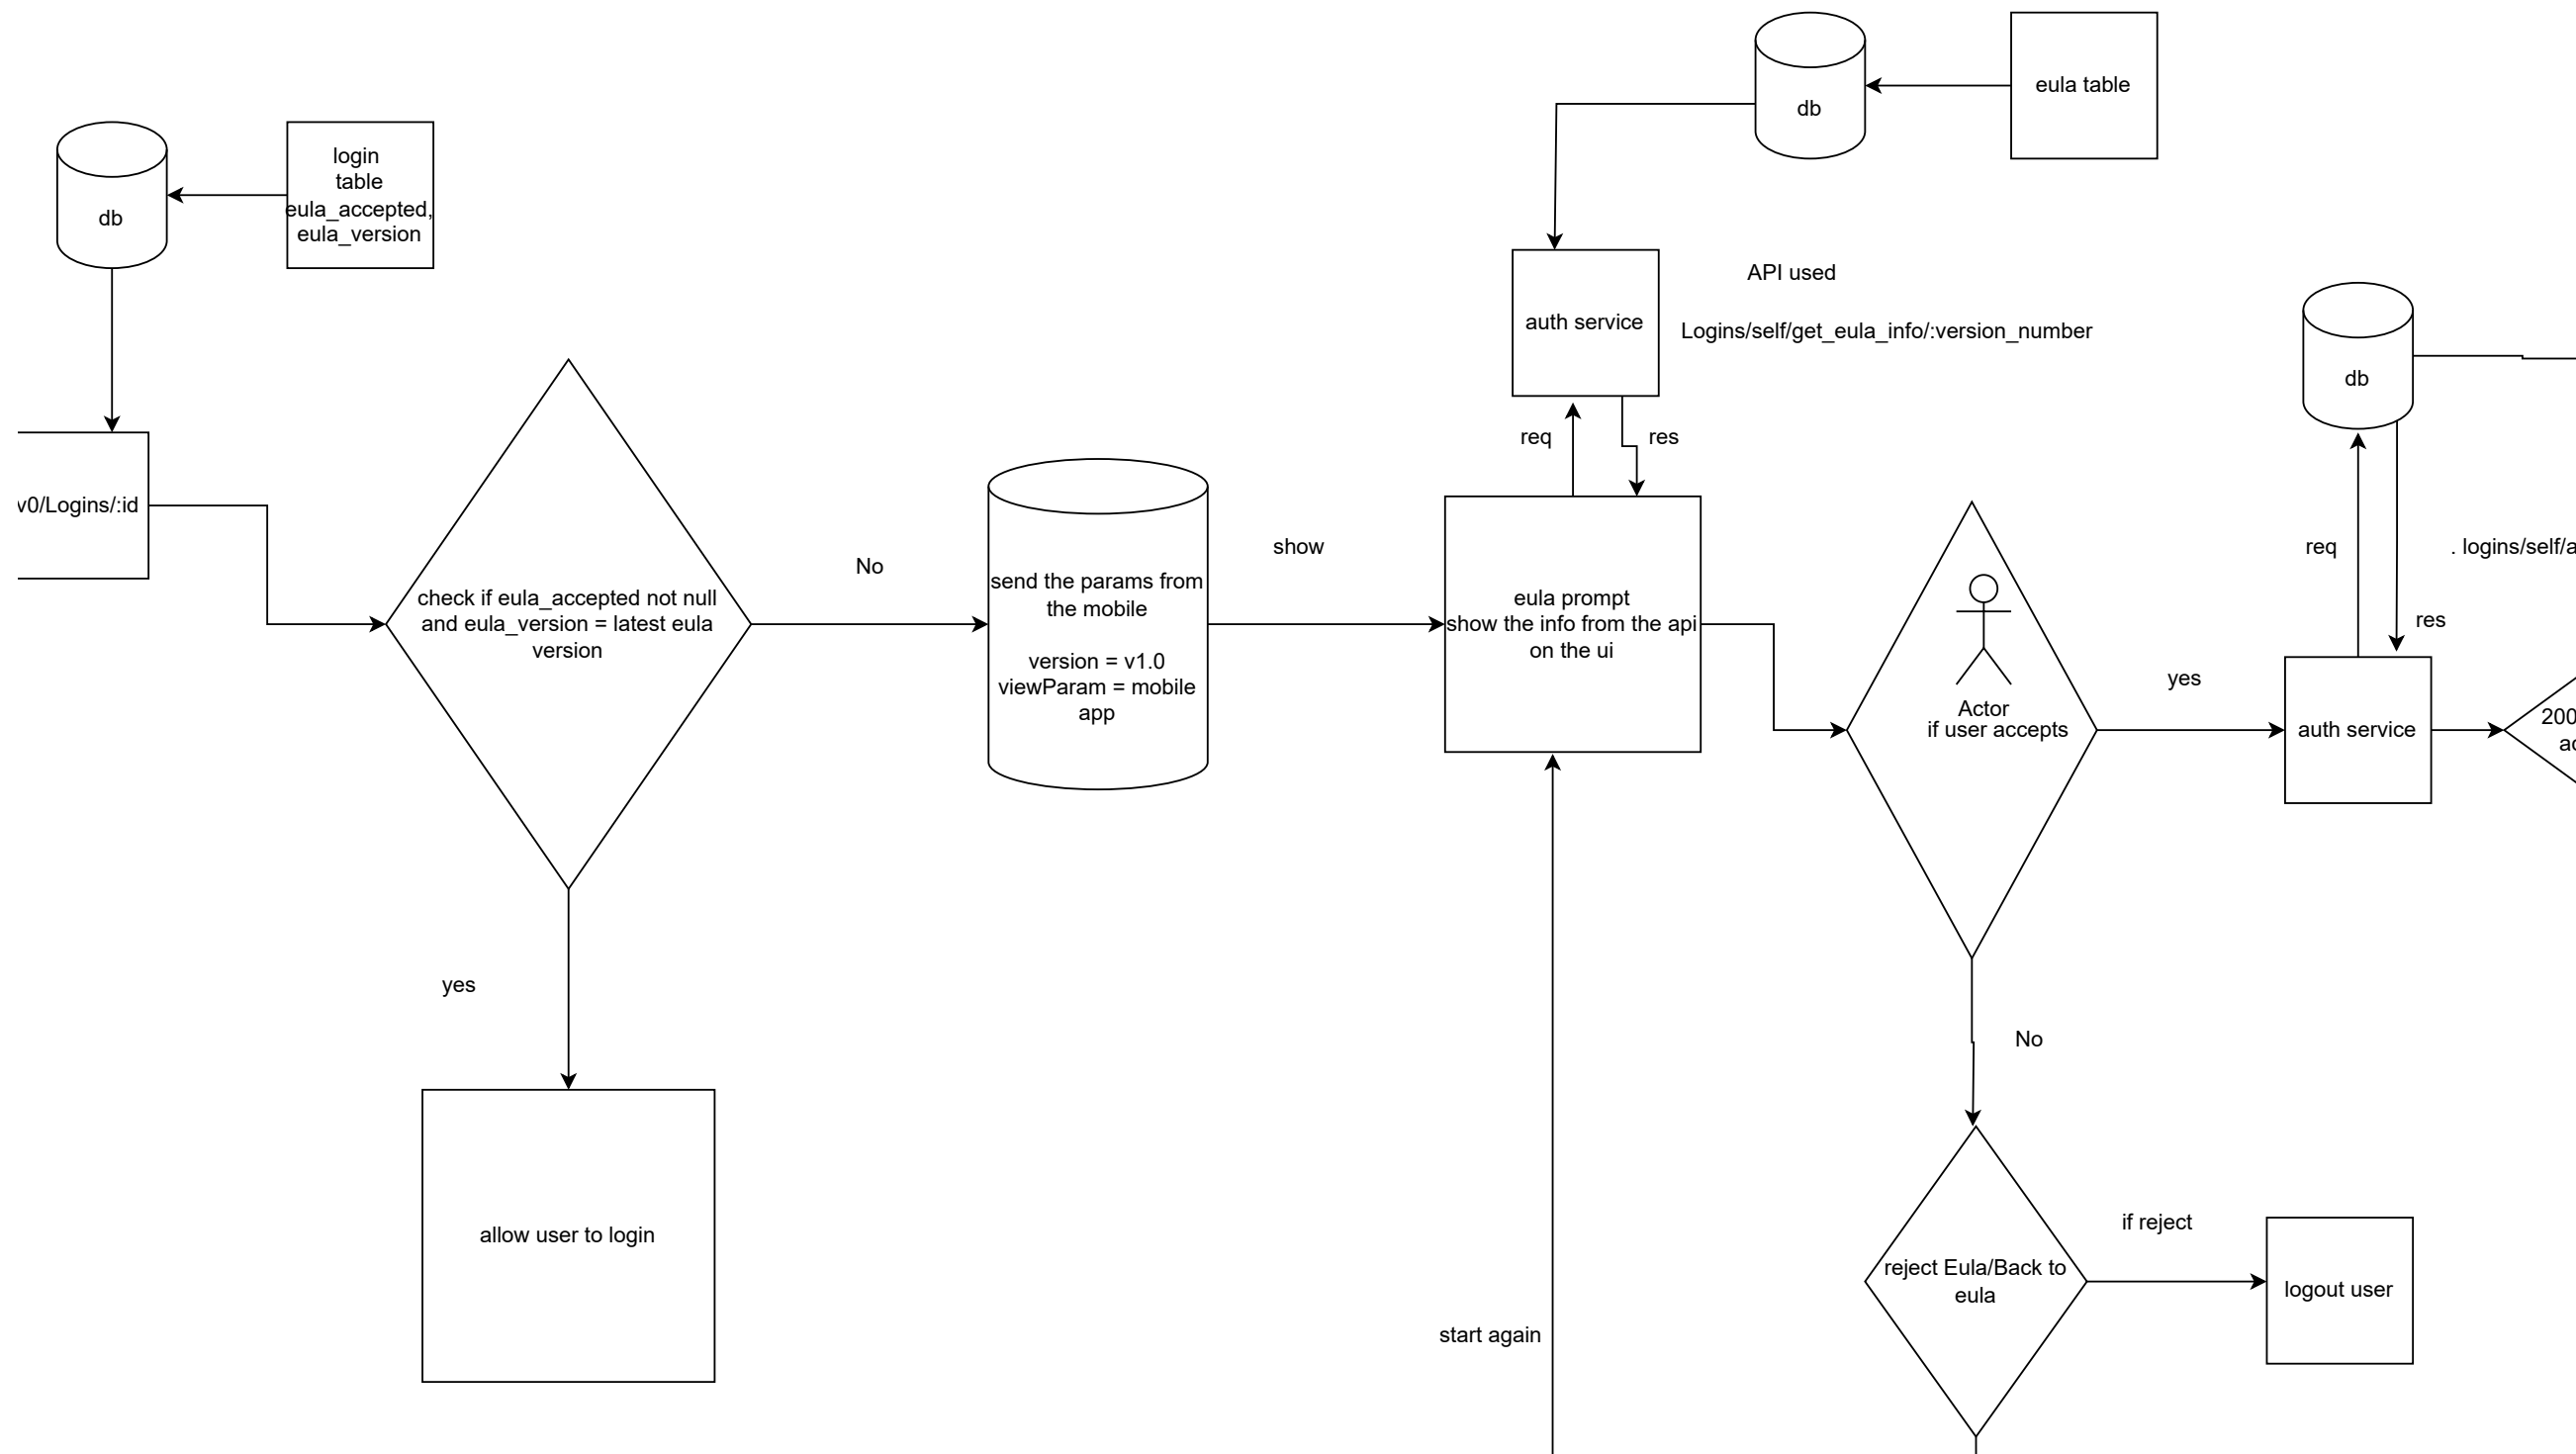 db
eula table
login
table
eula_accepted,
eula_version
db
API used
auth service
Logins/self/get_eula_info/:version_number
db
req
res
v0/Logins/:id
No
show
req
. logins/self/a
send the params from
the mobile
version = v1.0
viewParam = mobile
app
check if eula_accepted not null
and eula_version = latest eula
version
eula prompt
show the info from the api
on the ui
Actor
if user accepts
yes
res
auth service
200
ac
yes
No
allow user to login
if reject
reject Eula/Back to
eula
logout user
start again